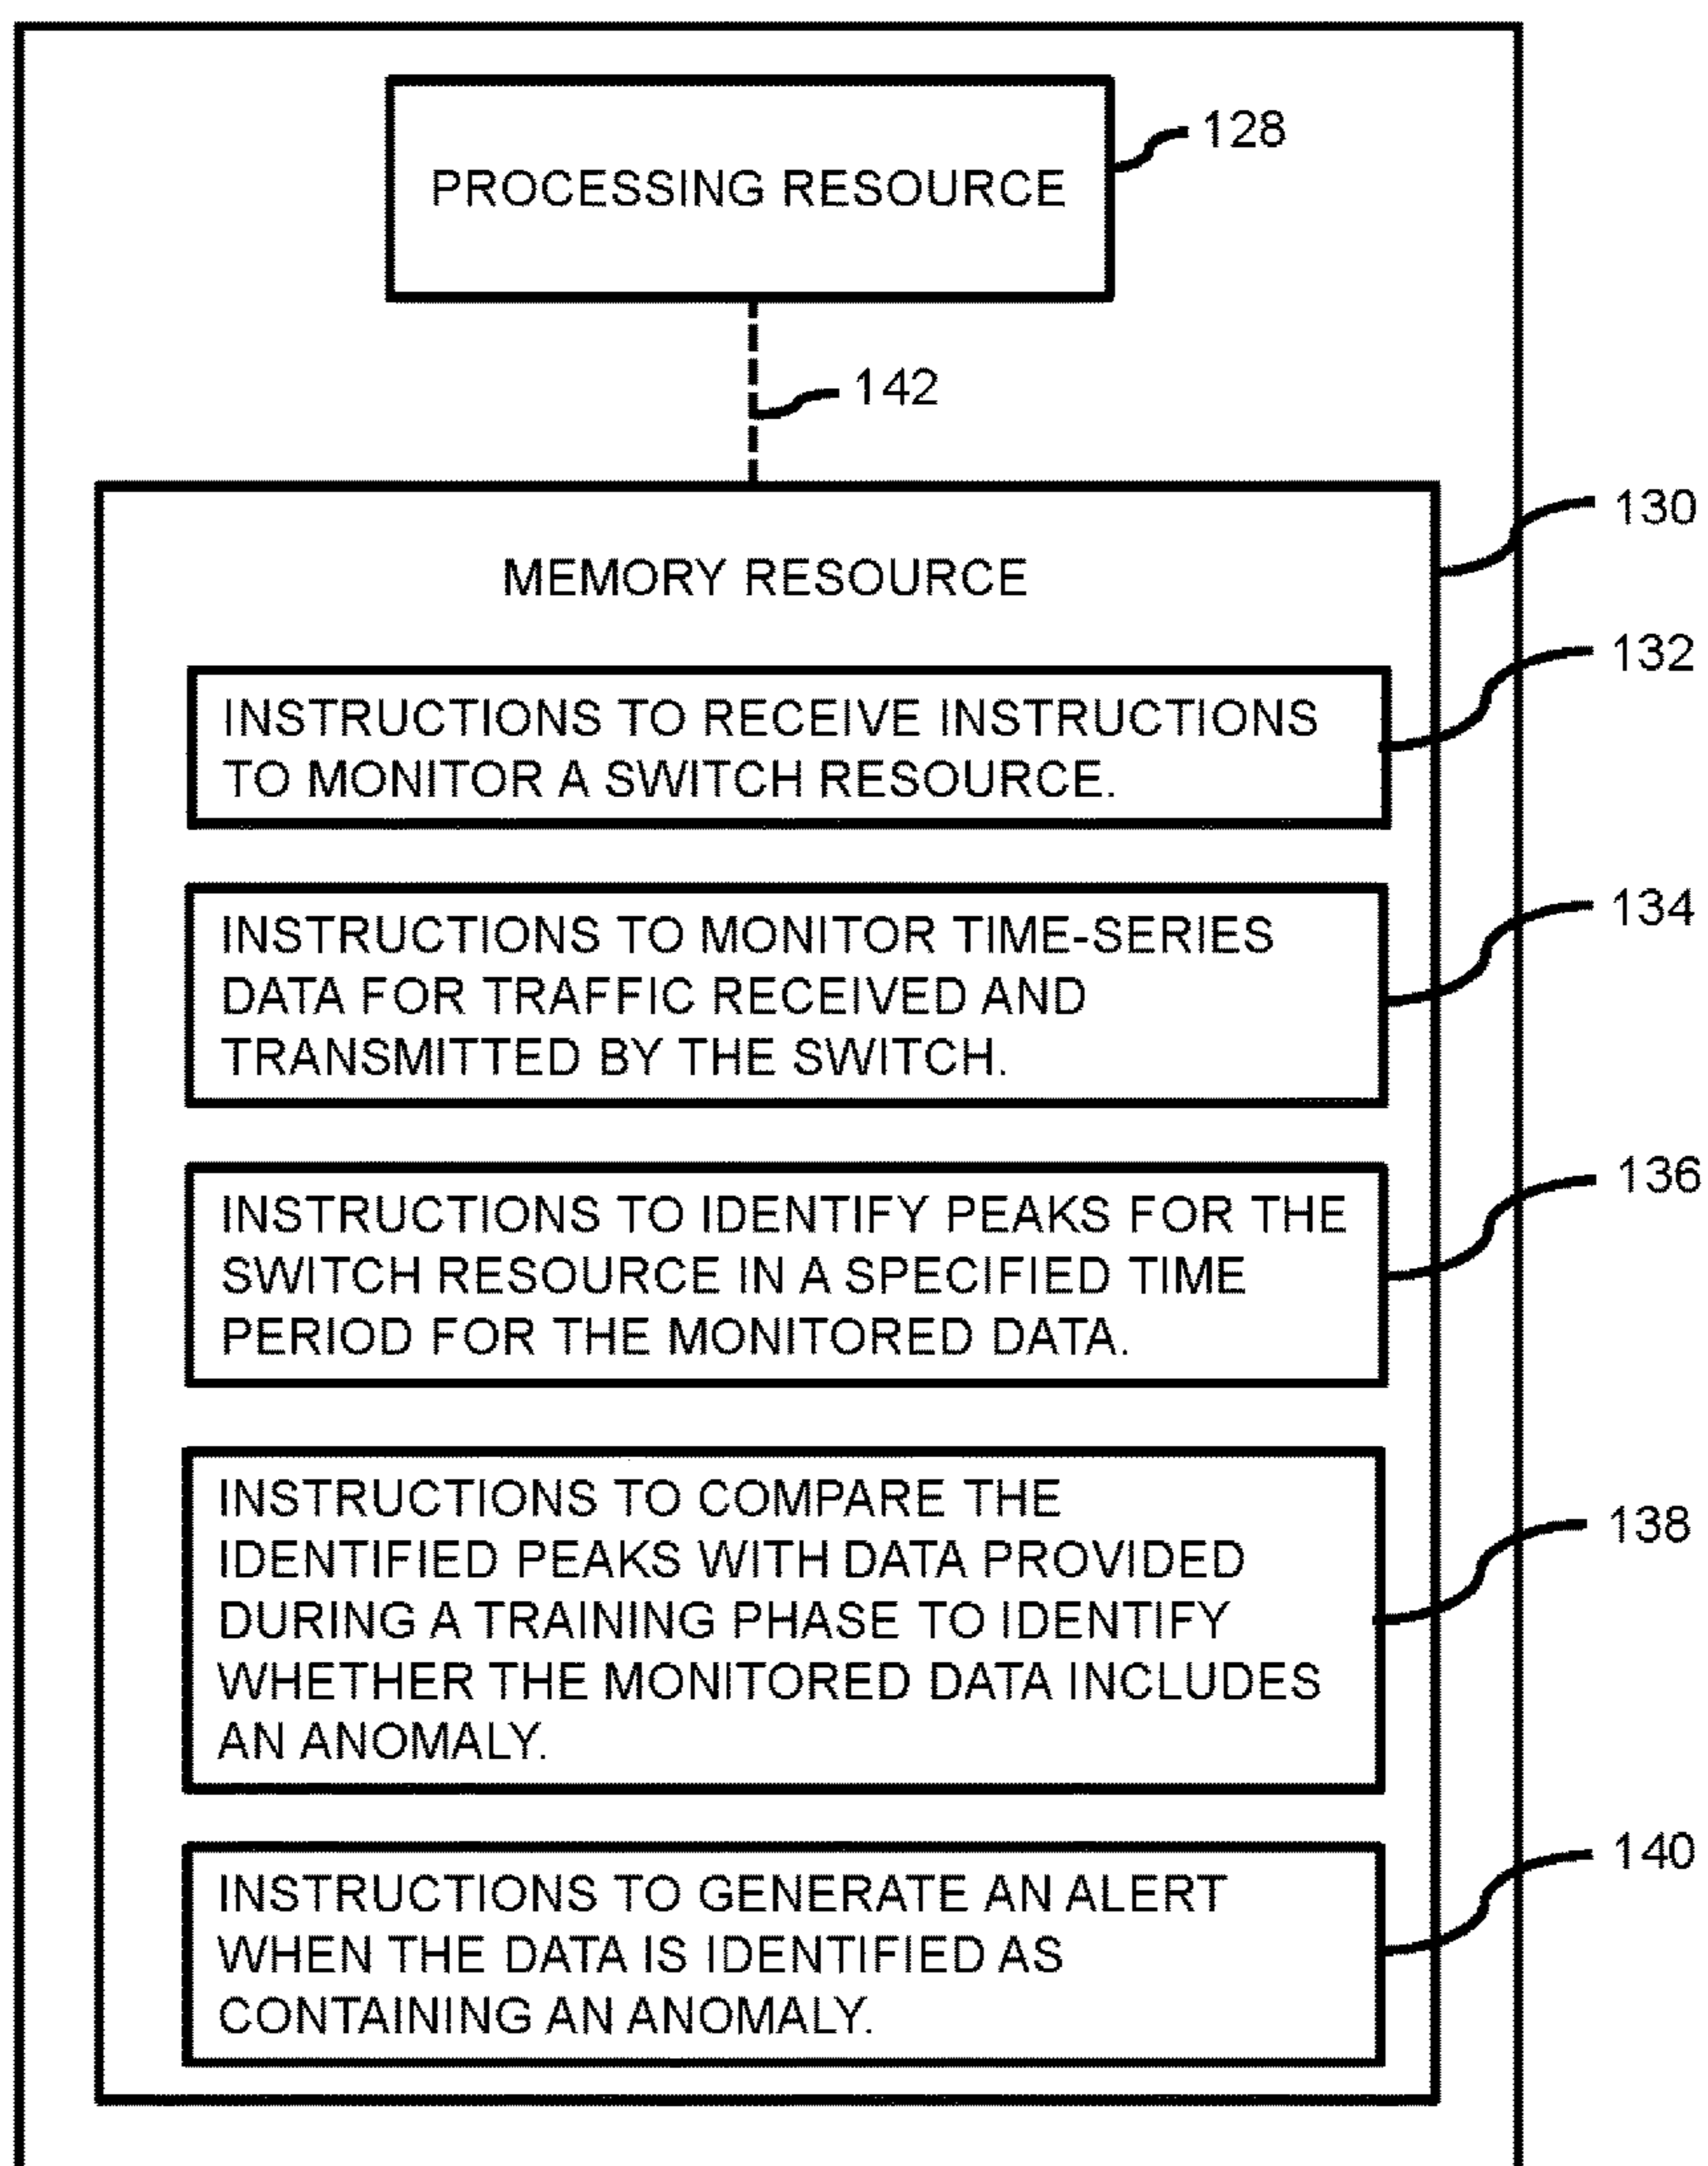 128
PROCESSING RESOURCE
142
130
MEMORY RESOURCE
132
INSTRUCTIONS TO RECEIVE INSTRUCTIONS
TO MONITOR A SWITCH RESOURCE.
134
INSTRUCTIONS TO MONITOR TIME-SERIES
DATA FOR TRAFFIC RECEIVED AND
TRANSMITTED BY THE SWITCH.
136
INSTRUCTIONS TO IDENTIFY PEAKS FOR THE
SWITCH RESOURCE IN A SPECIFIED TIME
PERIOD FOR THE MONITORED DATA.
138
INSTRUCTIONS TO COMPARE THE
IDENTIFIED PEAKS WITH DATA PROVIDED
DURING A TRAINING PHASE TO IDENTIFY
WHETHER THE MONITORED DATA INCLUDES
AN ANOMALY.
140
INSTRUCTIONS TO GENERATE AN ALERT
WHEN THE DATA IS IDENTIFIED AS
CONTAINING AN ANOMALY.